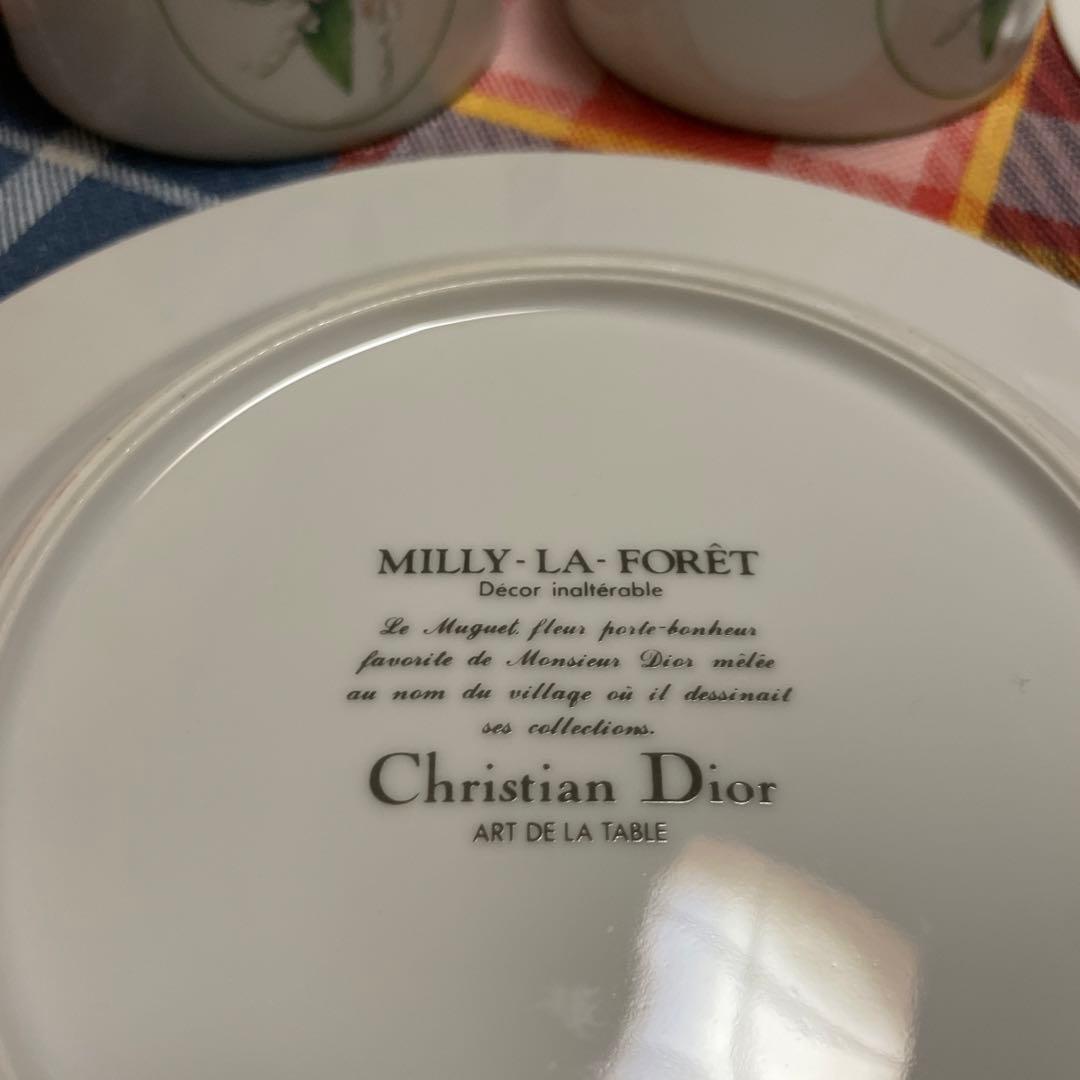 MILLY-LA-FORÊT
Décor inaltérable
Le Muguet, fleur porte-bonheur
favorite de Monsieur Dior mêlée
au nom du village où il dessinait
ses collections.
Christian Dior
ART DE LA TABLE